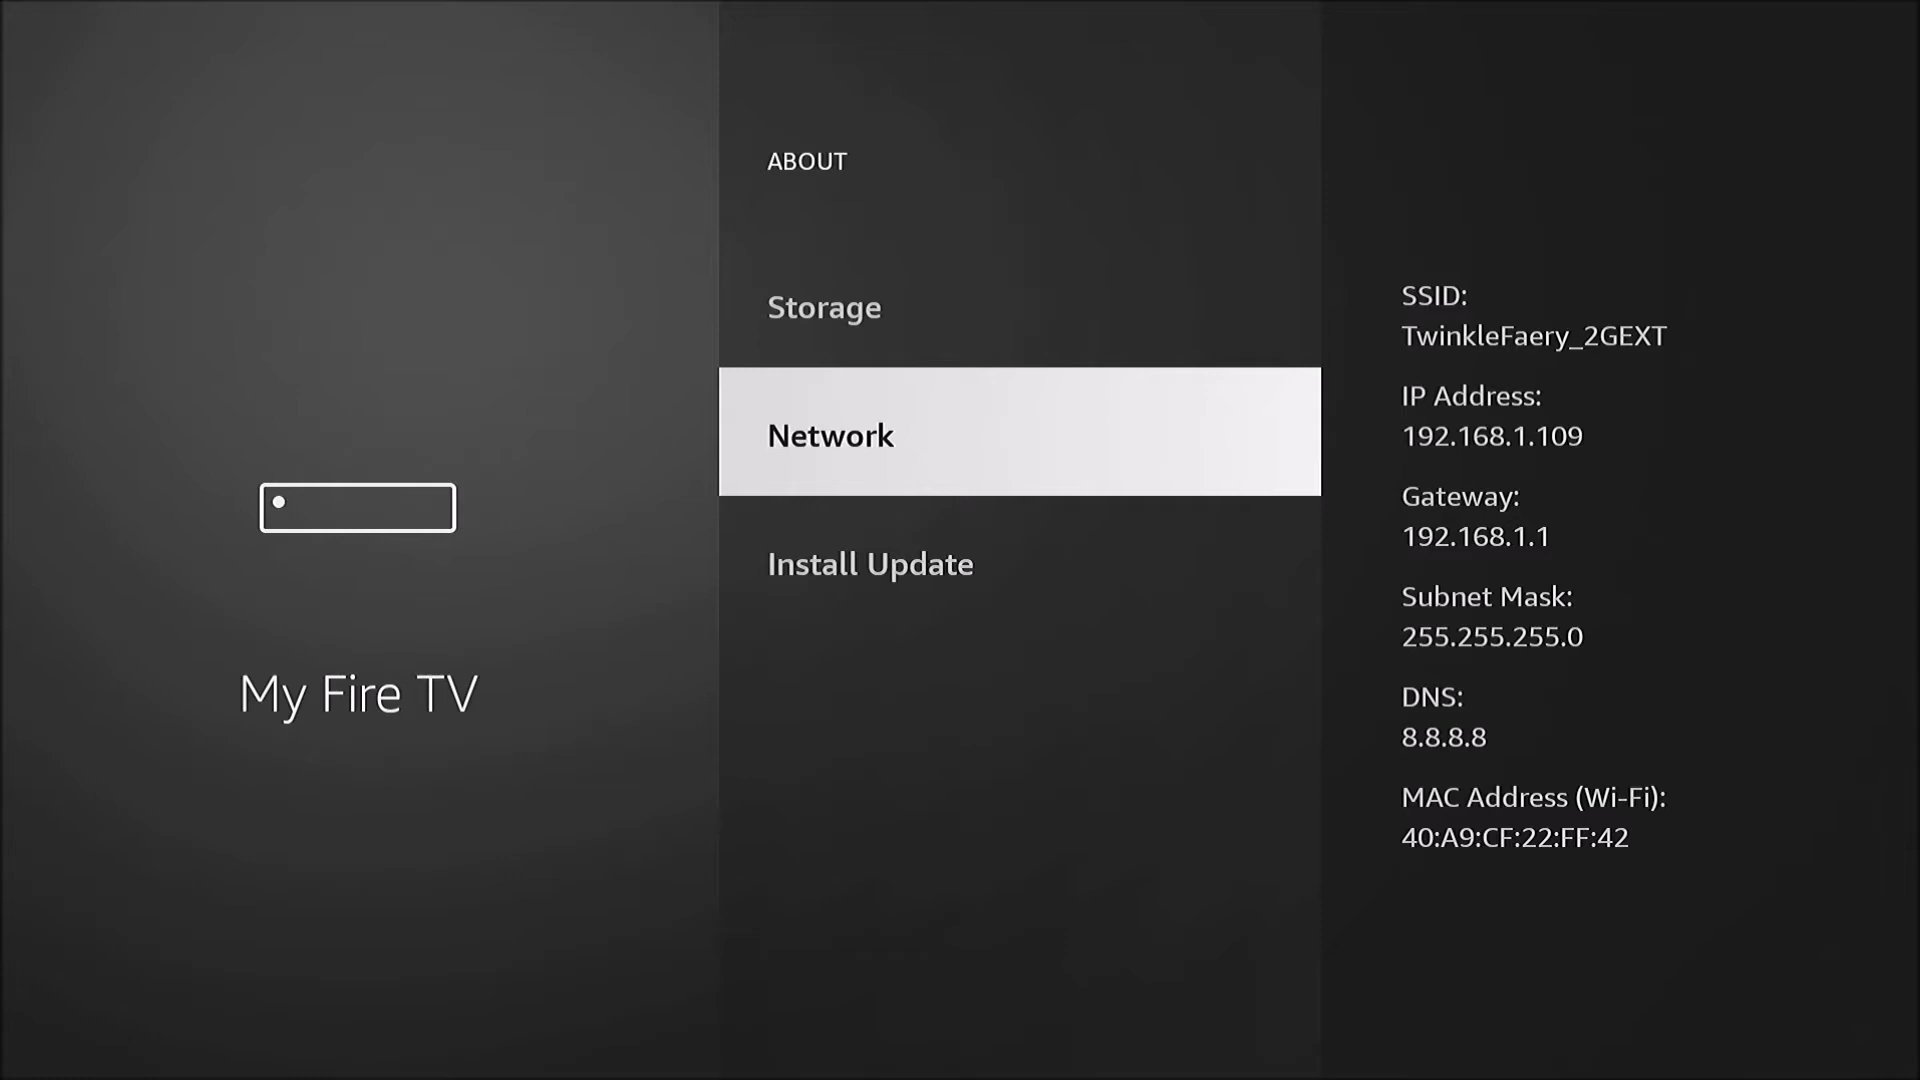 My Fire TV
ABOUT
Storage
Network
Install Update
SSID:
TwinkleFaery_2GEXT
IP Address:
192.168.1.109
Gateway:
192.168.1.1
Subnet Mask:
255.255.255.0
DNS:
8.8.8.8
MAC Address (Wi-Fi):
40:A9:CF:22:FF:42